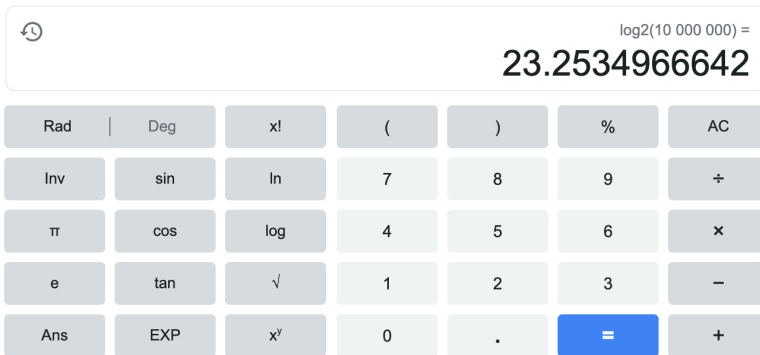 log2(10 000 000) =
23.2534966642
Rad | Deg x! ( ) % AC
Inv sin ln 7 8 9 ÷
π cos log 4 5 6 ×
e tan √ 1 2 3 −
Ans EXP xʸ 0 . = +